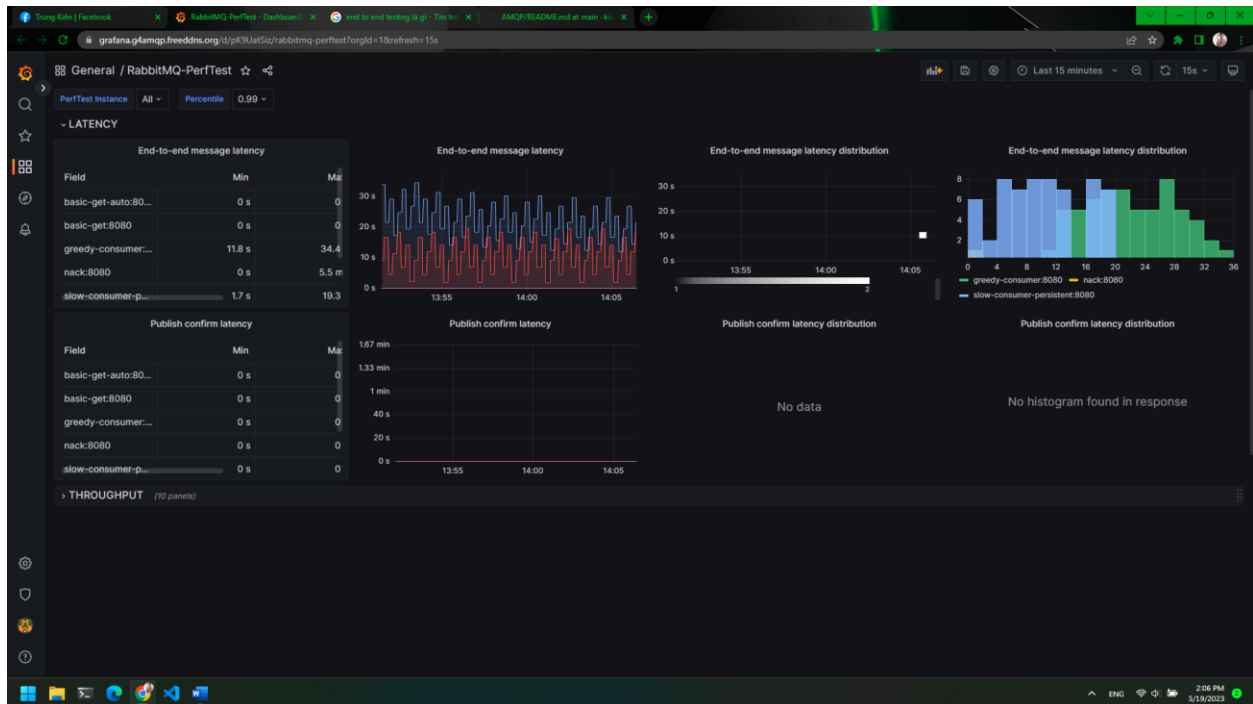 Trung Kiên | Facebook
RabbitMQ-PerfTest - Dashboard
end to end testing là gì - Tìm trê
AMQP/README.md at main · kie
grafana.g4amqp.freeddns.org/d/pK9UatSiz/rabbitmq-perftest?orgId=1&refresh=15s
General / RabbitMQ-PerfTest
Last 15 minutes
15s
PerfTest Instance All
Percentile 0.99
LATENCY
End-to-end message latency
Field Min Ma
basic-get-auto:80... 0 s 0
basic-get:8080 0 s 0
greedy-consumer:... 11.8 s 34.4
nack:8080 0 s 5.5 m
slow-consumer-p... 1.7 s 19.3
End-to-end message latency
30 s
20 s
10 s
0 s
13:55 14:00 14:05
End-to-end message latency distribution
30 s
20 s
10 s
0 s
13:55 14:00 14:05
1 2
End-to-end message latency distribution
8
6
4
2
0 4 8 12 16 20 24 28 32 36
greedy-consumer:8080 nack:8080
slow-consumer-persistent:8080
Publish confirm latency
Field Min Ma
basic-get-auto:80... 0 s 0
basic-get:8080 0 s 0
greedy-consumer:... 0 s 0
nack:8080 0 s 0
slow-consumer-p... 0 s 0
Publish confirm latency
1.67 min
1.33 min
1 min
40 s
20 s
0 s
13:55 14:00 14:05
Publish confirm latency distribution
No data
Publish confirm latency distribution
No histogram found in response
THROUGHPUT (10 panels)
ENG
2:06 PM
5/19/2023